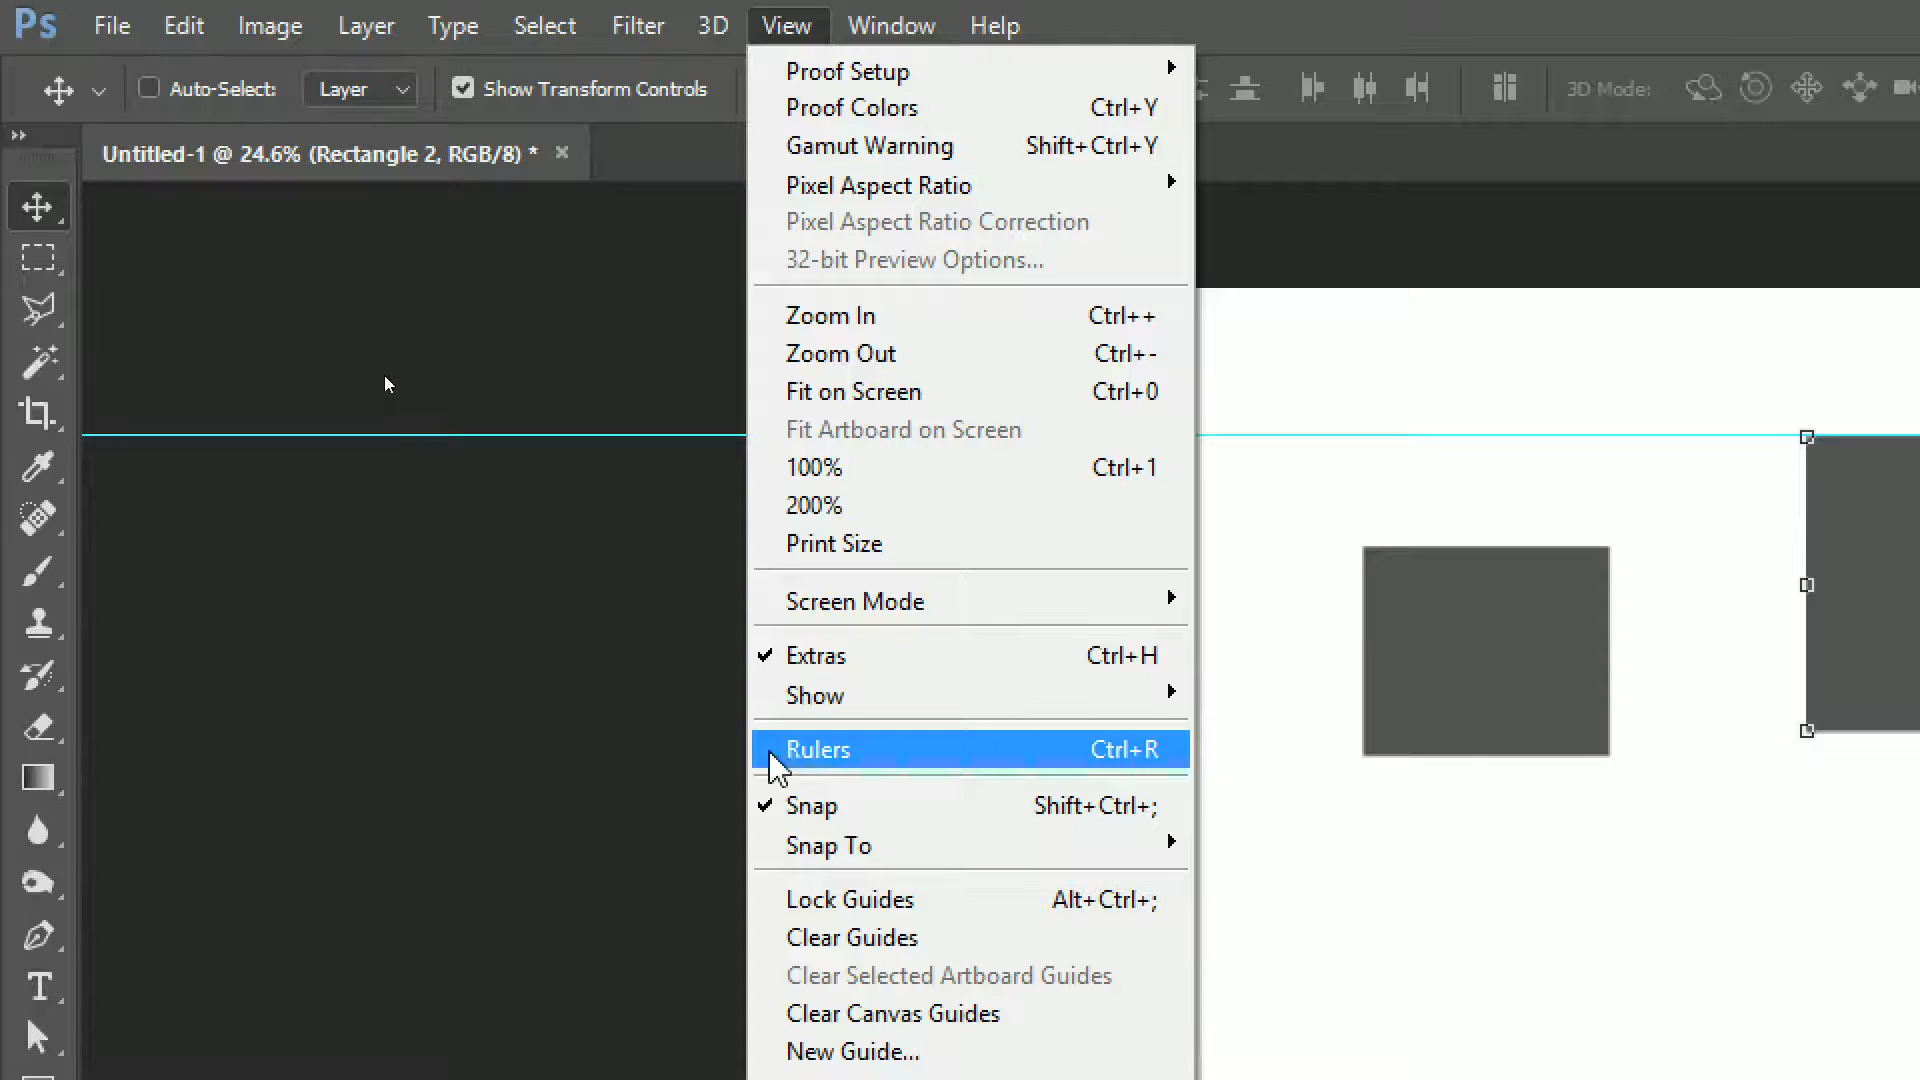 Ps File Edit Image Layer Type Select Filter 3D View Window Help
Auto-Select: Layer Show Transform Controls 3D Mode:
Untitled-1 @ 24.6% (Rectangle 2, RGB/8) * ×
Proof Setup
Proof Colors Ctrl+Y
Gamut Warning Shift+Ctrl+Y
Pixel Aspect Ratio
Pixel Aspect Ratio Correction
32-bit Preview Options...
Zoom In Ctrl++
Zoom Out Ctrl+-
Fit on Screen Ctrl+0
Fit Artboard on Screen
100% Ctrl+1
200%
Print Size
Screen Mode
Extras Ctrl+H
Show
Rulers Ctrl+R
Snap Shift+Ctrl+;
Snap To
Lock Guides Alt+Ctrl+;
Clear Guides
Clear Selected Artboard Guides
Clear Canvas Guides
New Guide...